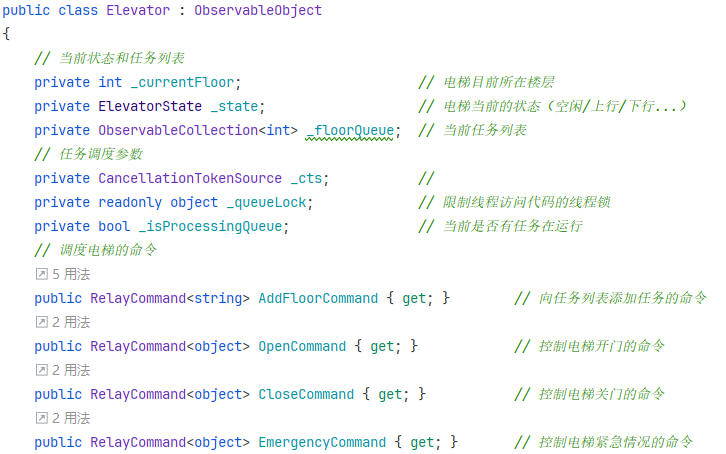 public class Elevator : ObservableObject
{
// 当前状态和任务列表
private int _currentFloor; // 电梯目前所在楼层
private ElevatorState _state; // 电梯当前的状态（空闲/上行/下行...）
private ObservableCollection<int> _floorQueue; // 当前任务列表
// 任务调度参数
private CancellationTokenSource _cts; //
private readonly object _queueLock; // 限制线程访问代码的线程锁
private bool _isProcessingQueue; // 当前是否有任务在运行
// 调度电梯的命令
5 用法
public RelayCommand<string> AddFloorCommand { get; } // 向任务列表添加任务的命令
2 用法
public RelayCommand<object> OpenCommand { get; } // 控制电梯开门的命令
2 用法
public RelayCommand<object> CloseCommand { get; } // 控制电梯关门的命令
2 用法
public RelayCommand<object> EmergencyCommand { get; } // 控制电梯紧急情况的命令